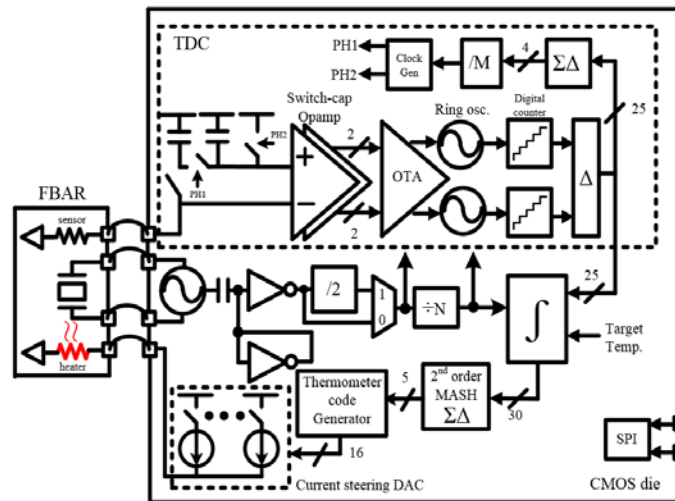 TDC
PH1
PH2
Clock
Gen
/M
4
ΣΔ
25
Switch-cap
Opamp
Ring osc.
Digital
counter
PH2
PH1
+
−
2
2
OTA
Δ
FBAR
sensor
heater
/2
1
0
÷N
∫
25
Target
Temp.
30
2nd order
MASH
ΣΔ
5
Thermometer
code
Generator
16
Current steering DAC
SPI
CMOS die